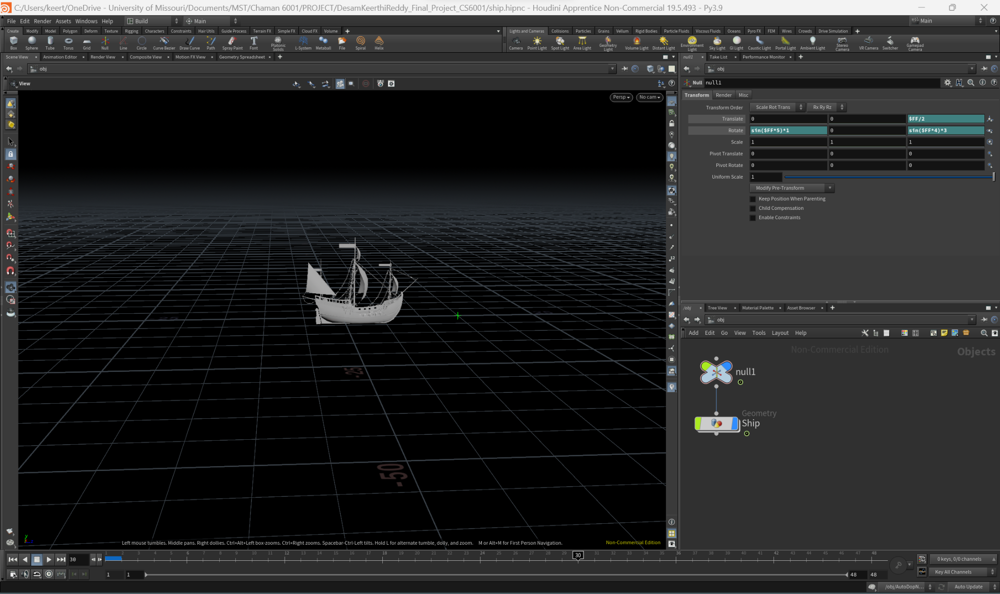 C:/Users/keert/OneDrive - University of Missouri/Documents/MST/Chaman 6001/PROJECT/DesamKeerthiReddy_Final_Project_CS6001/ship.hipnc - Houdini Apprentice Non-Commercial 19.5.493 - Py3.9
File Edit Render Assets Windows Help Build Main Main
Create Modify Model Polygon Deform Texture Rigging Characters Constraints Hair Utils Guide Process Terrain FX Simple FX Cloud FX Volume
Lights and Cameras Collisions Particles Grains Vellum Rigid Bodies Particle Fluids Viscous Fluids Oceans Pyro FX FEM Wires Crowds Drive Simulation
Box Sphere Tube Torus Grid Null Line Circle Curve Bezier Draw Curve Path Spray Paint Font Platonic Solids L-System Metaball File Spiral Helix
Camera Point Light Spot Light Area Light Geometry Light Volume Light Distant Light Environment Light Sky Light GI Light Caustic Light Portal Light Ambient Light Stereo Camera VR Camera Switcher Gamepad Camera
Scene View Animation Editor Render View Composite View Motion FX View Geometry Spreadsheet
null1 Take List Performance Monitor
obj
obj
View
Null null1
Persp No cam
Transform Render Misc
Transform Order Scale Rot Trans Rx Ry Rz
Translate 0 0 $FF/2
Rotate sin($FF*5)*1 0 sin($FF*4)*3
Scale 1 1 1
Pivot Translate 0 0 0
Pivot Rotate 0 0 0
Uniform Scale 1
Modify Pre-Transform
Keep Position When Parenting
Child Compensation
Enable Constraints
/obj Tree View Material Palette Asset Browser
obj
Add Edit Go View Tools Layout Help
Non-Commercial Edition Objects
null1
Geometry
Ship
-25
-50
Left mouse tumbles. Middle pans. Right dollies. Ctrl+Alt+Left box-zooms. Ctrl+Right zooms. Spacebar-Ctrl-Left tilts. Hold L for alternate tumble, dolly, and zoom. M or Alt+M for First Person Navigation.
Non-Commercial Edition
30
1 2 3 4 5 6 7 8 9 10 11 12 13 14 15 16 17 18 19 20 21 22 23 24 25 26 27 28 29 30 31 32 33 34 35 36 37 38 39 40 41 42 43 44 45 46 47 48
0 keys, 0/0 channels
1 1 48 48
Key All Channels
/obj/AutoDopN... Auto Update